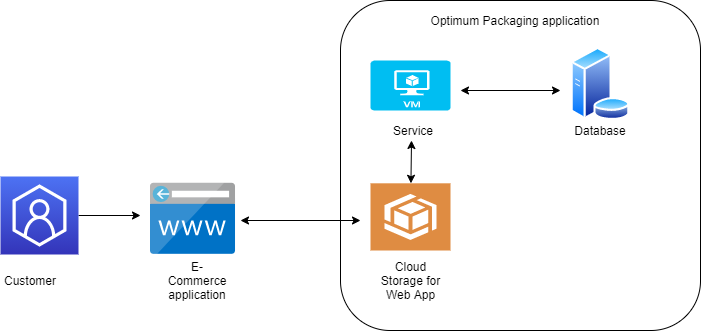 Optimum Packaging application
VM
Service
Database
WWW
Customer
E-
Commerce
application
Cloud
Storage for
Web App